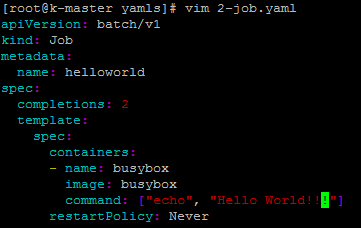 [root@k-master yamls]# vim 2-job.yaml
apiVersion: batch/v1
kind: Job
metadata:
  name: helloworld
spec:
  completions: 2
  template:
    spec:
      containers:
      - name: busybox
        image: busybox
        command: ["echo", "Hello World!!!"]
      restartPolicy: Never